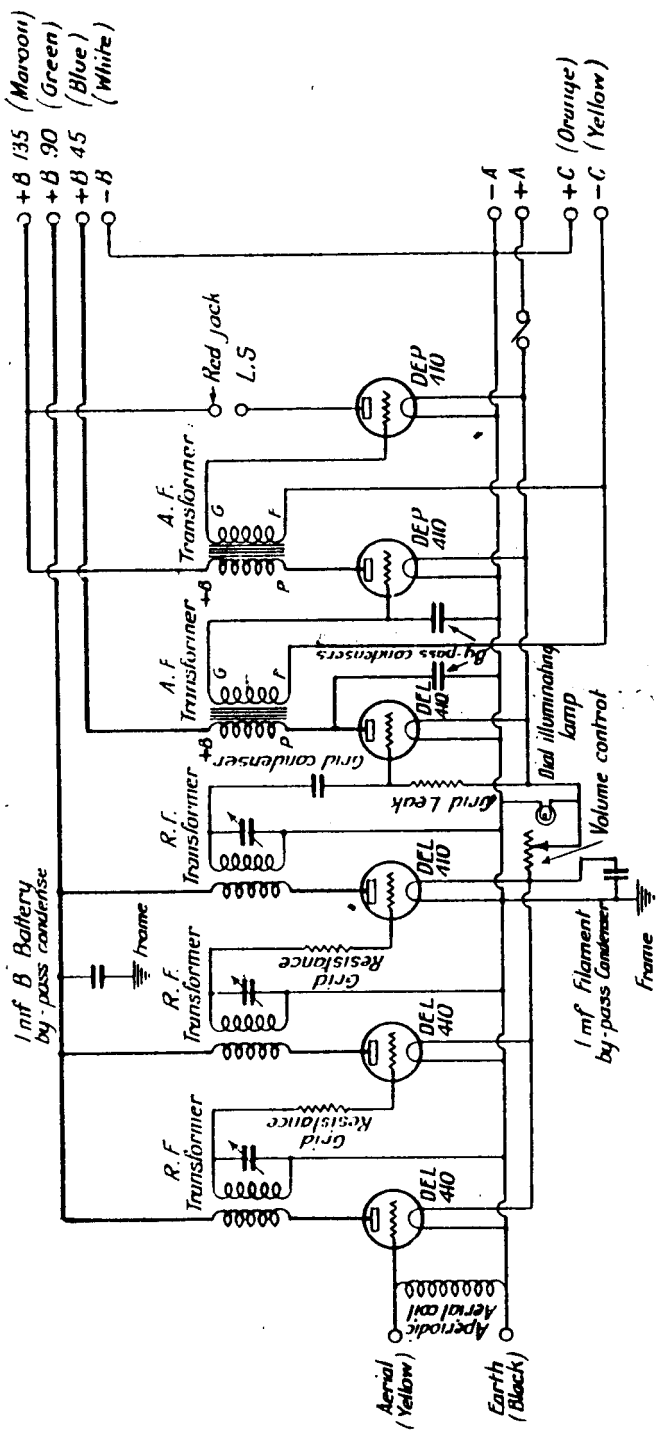 +B 135 (Maroon)
+B 90 (Green)
+B 45 (Blue)
-B (White)
-A
+A
+C (Orange)
-C (Yellow)
Red jack
L.S
A.F.
Transformer
G
F
+B
P
DEP
410
A.F
Transformer
G
F
+B
P
DEP
410
By-pass condensers
DEL
410
Grid condenser
Grid Leak
Dial illuminating
lamp
Volume control
R.F.
Transformer
DEL
410
1 mf Filament
by-pass Condenser
Frame
1 mf B Battery
by-pass condense
Frame
R.F.
Transformer
Grid
Resistance
DEL
410
R.F
Transformer
Grid
Resistance
DEL
410
Aperiodic
Aerial coil
Aerial
(Yellow)
Earth
(Black)